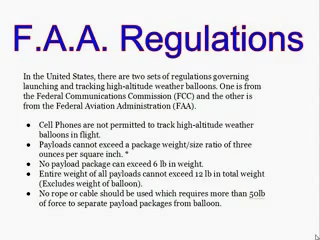 F.A.A. Regulations
In the United States, there are two sets of regulations governing
launching and tracking high-altitude weather balloons. One is from
the Federal Communications Commission (FCC) and the other is
from the Federal Aviation Administration (FAA).
● Cell Phones are not permitted to track high-altitude weather
balloons in flight.
● Payloads cannot exceed a package weight/size ratio of three
ounces per square inch. *
● No payload package can exceed 6 lb in weight.
● Entire weight of all payloads cannot exceed 12 lb in total weight
(Excludes weight of balloon).
● No rope or cable should be used which requires more than 50lb
of force to separate payload packages from balloon.